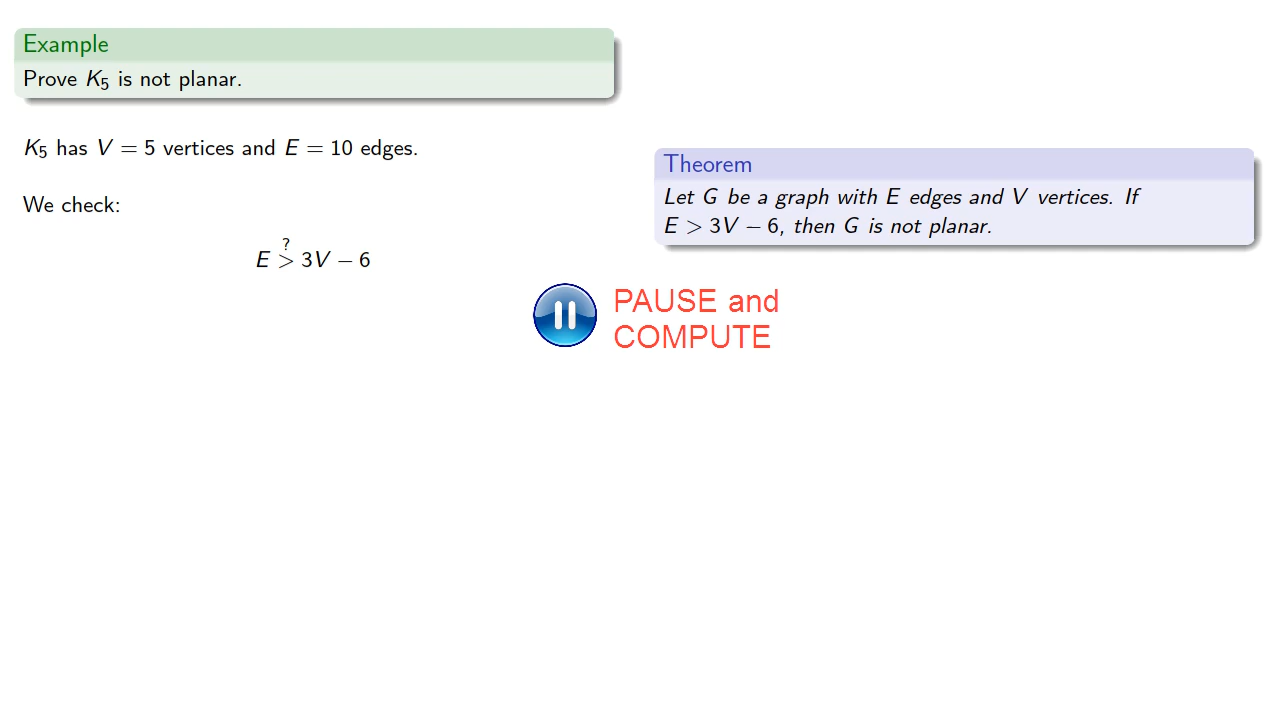 Example
Prove K₅ is not planar.
K₅ has V = 5 vertices and E = 10 edges.
Theorem
Let G be a graph with E edges and V vertices. If
E > 3V − 6, then G is not planar.
We check:
?
E > 3V − 6
PAUSE and
COMPUTE